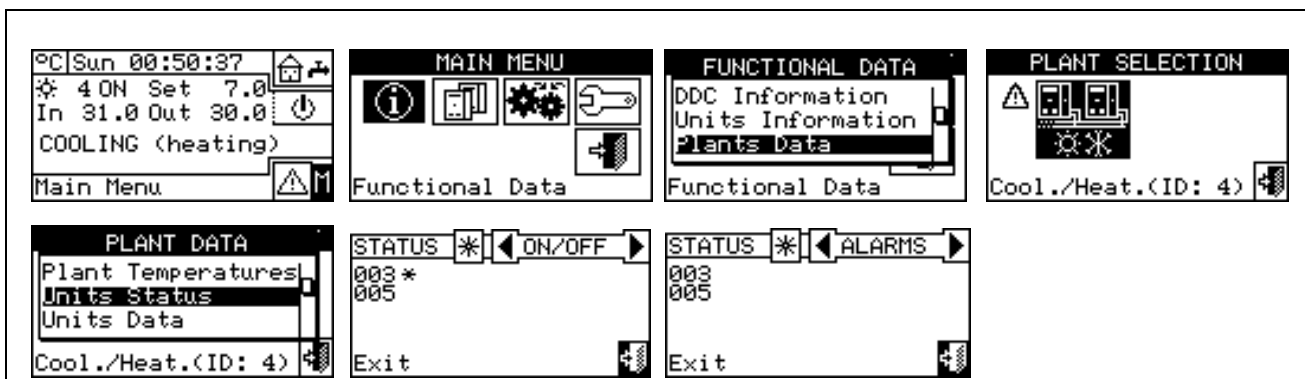 °C Sun 00:50:37
4 ON Set 7.0
In 31.0 Out 30.0
COOLING (heating)
Main Menu M
MAIN MENU
Functional Data
FUNCTIONAL DATA
DDC Information
Units Information
Plants Data
Functional Data
PLANT SELECTION
Cool./Heat.(ID: 4)
PLANT DATA
Plant Temperatures
Units Status
Units Data
Cool./Heat.(ID: 4)
STATUS ON/OFF
003 *
005
Exit
STATUS ALARMS
003
005
Exit